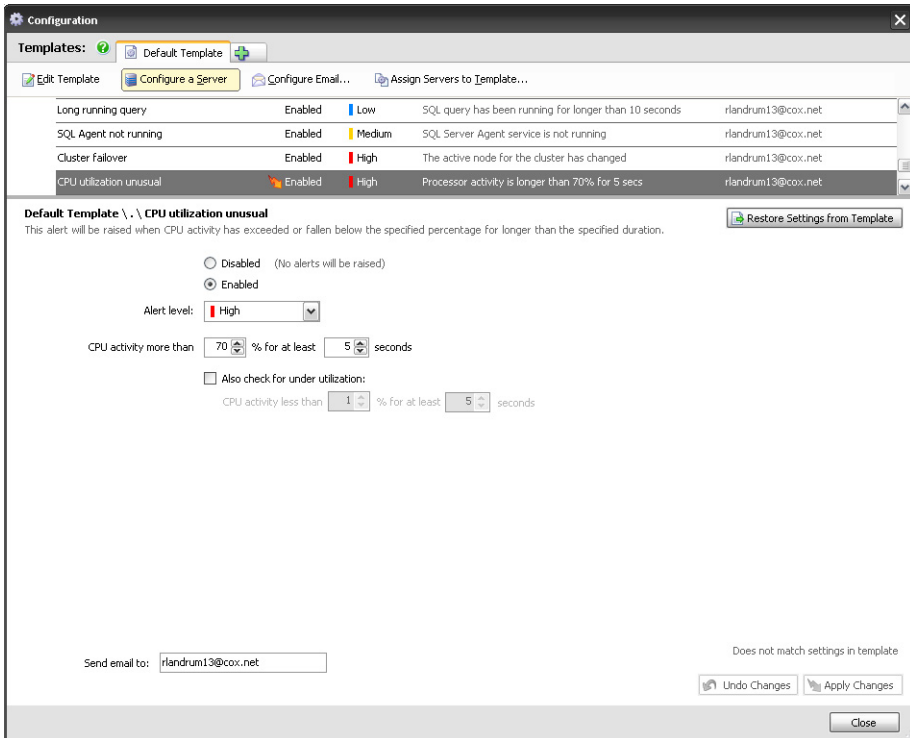 Configuration
Templates: ? Default Template
Edit Template Configure a Server Configure Email... Assign Servers to Template...
Long running query Enabled Low SQL query has been running for longer than 10 seconds rlandrum13@cox.net
SQL Agent not running Enabled Medium SQL Server Agent service is not running rlandrum13@cox.net
Cluster failover Enabled High The active node for the cluster has changed rlandrum13@cox.net
CPU utilization unusual Enabled High Processor activity is longer than 70% for 5 secs rlandrum13@cox.net
Default Template \ . \ CPU utilization unusual
Restore Settings from Template
This alert will be raised when CPU activity has exceeded or fallen below the specified percentage for longer than the specified duration.
Disabled (No alerts will be raised)
Enabled
Alert level: High
CPU activity more than 70 % for at least 5 seconds
Also check for under utilization:
CPU activity less than 1 % for at least 5 seconds
Does not match settings in template
Send email to: rlandrum13@cox.net
Undo Changes Apply Changes
Close